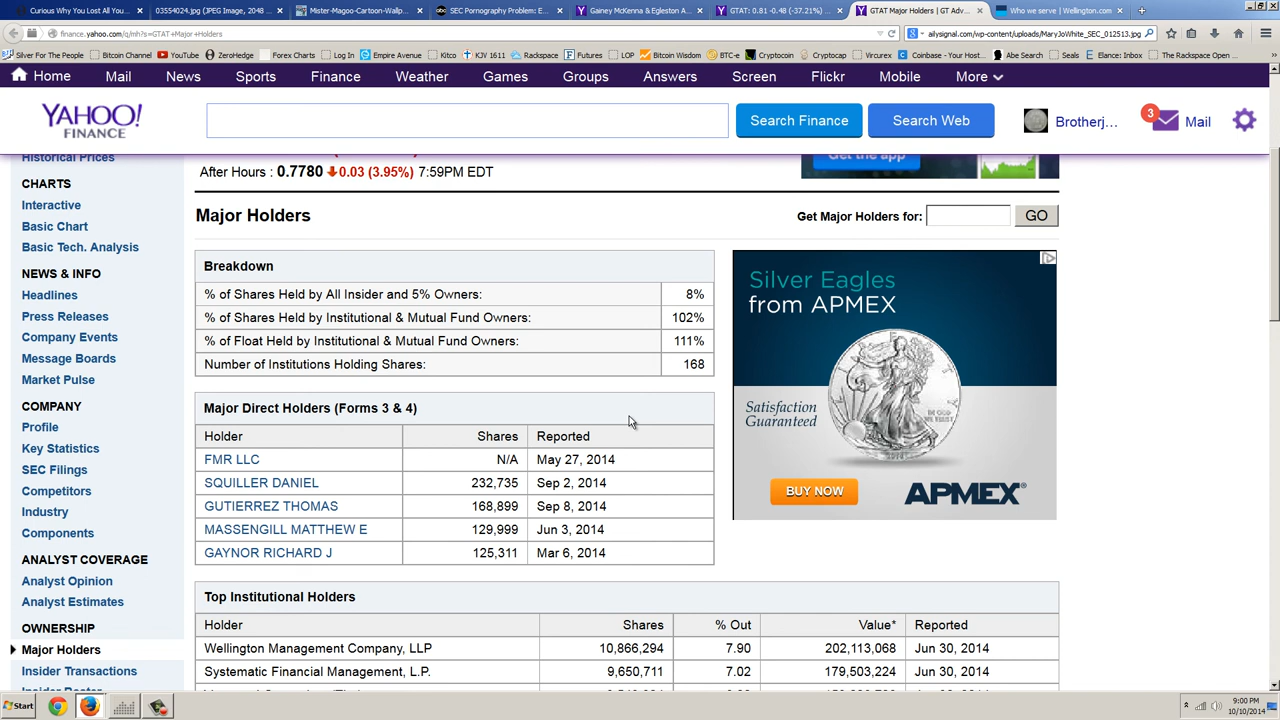 Curious Why You Lost All You...
03554024.jpg (JPEG Image, 2048 ...
Mister-Magoo-Cartoon-Wallp...
SEC Pornography Problem: E...
Gainey McKenna & Egleston A...
GTAT: 0.81 -0.48 (-37.21%) ...
GTAT Major Holders | GT Adv...
Who we serve | Wellington.com
finance.yahoo.com/q/mh?s=GTAT+Major+Holders
ailysignal.com/wp-content/uploads/MaryJoWhite_SEC_012513.jpg
Silver For The People
YouTube
ZeroHedge
Forex Charts
Log In
Empire Avenue
Kitco
KJV 1611
Rackspace
Futures
LOP
Bitcoin Wisdom
BTC-e
Cryptocoin
Cryptocap
Wrcurex
Coinbase - Your Host...
Abe Search
Seals
Elance: Inbox
The Rackspace Open ...
Home
Mail
News
Sports
Finance
Weather
Games
Groups
Answers
Screen
Flickr
Mobile
More
YAHOO!
FINANCE
Search Finance
Search Web
Brotherj...
3
Mail
Historical Prices
CHARTS
Interactive
Basic Chart
Basic Tech. Analysis
NEWS & INFO
Headlines
Press Releases
Company Events
Message Boards
Market Pulse
COMPANY
Profile
Key Statistics
SEC Filings
Competitors
Industry
Components
ANALYST COVERAGE
Analyst Opinion
Analyst Estimates
OWNERSHIP
Major Holders
Insider Transactions
Insider Roster
After Hours : 0.7780 0.03 (3.95%) 7:59PM EDT
Get the app
Major Holders
Get Major Holders for:
GO
Breakdown
% of Shares Held by All Insider and 5% Owners: 8%
% of Shares Held by Institutional & Mutual Fund Owners: 102%
% of Float Held by Institutional & Mutual Fund Owners: 111%
Number of Institutions Holding Shares: 168
Major Direct Holders (Forms 3 & 4)
Holder Shares Reported
FMR LLC N/A May 27, 2014
SQUILLER DANIEL 232,735 Sep 2, 2014
GUTIERREZ THOMAS 168,899 Sep 8, 2014
MASSENGILL MATTHEW E 129,999 Jun 3, 2014
GAYNOR RICHARD J 125,311 Mar 6, 2014
Silver Eagles
from APMEX
Satisfaction
Guaranteed
BUY NOW
APMEX
Top Institutional Holders
Holder Shares % Out Value* Reported
Wellington Management Company, LLP 10,866,294 7.90 202,113,068 Jun 30, 2014
Systematic Financial Management, L.P. 9,650,711 7.02 179,503,224 Jun 30, 2014
Start
9:00 PM
10/10/2014